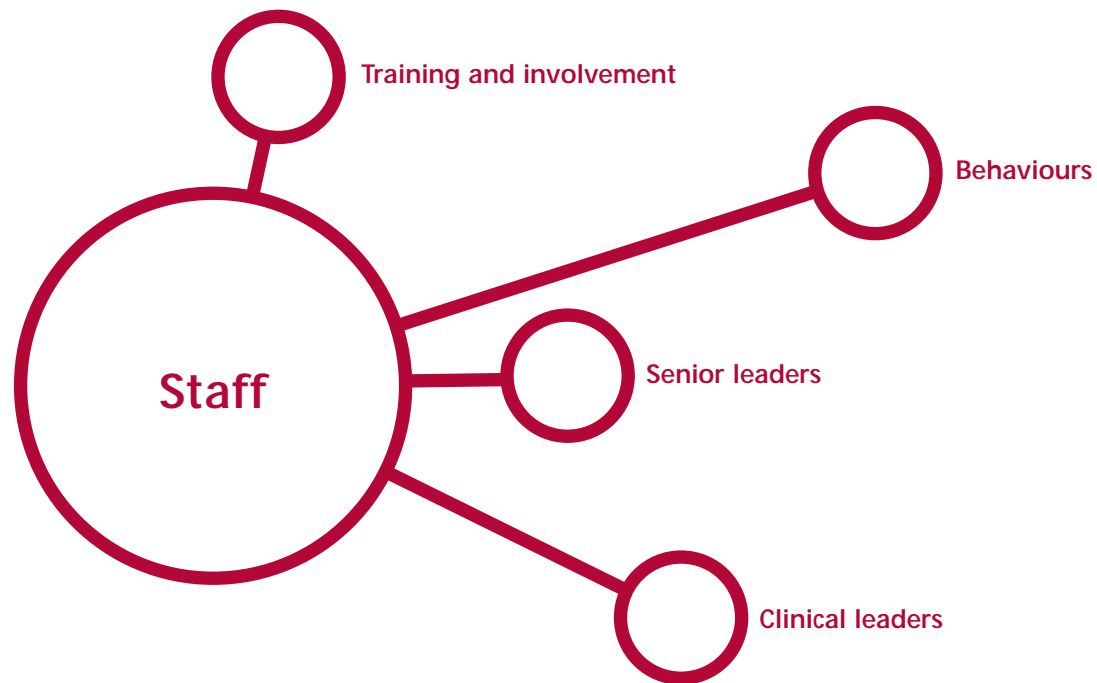 Training and involvement
Behaviours
Senior leaders
Staff
Clinical leaders